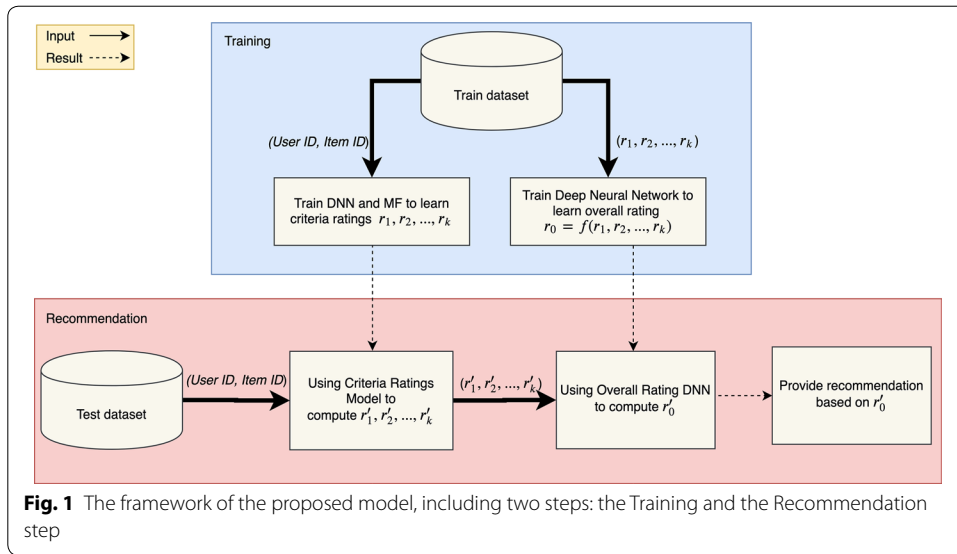 Input
Result
Training
Train dataset
(User ID, Item ID)
(r₁, r₂, ..., rₖ)
Train DNN and MF to learn
criteria ratings r₁, r₂, ..., rₖ
Train Deep Neural Network to
learn overall rating
r₀ = f(r₁, r₂, ..., rₖ)
Recommendation
Test dataset
(User ID, Item ID)
Using Criteria Ratings
Model to
compute r′₁, r′₂, ..., r′ₖ
(r′₁, r′₂, ..., r′ₖ)
Using Overall Rating DNN
to compute r′₀
Provide recommendation
based on r′₀
Fig. 1 The framework of the proposed model, including two steps: the Training and the Recommendation
step